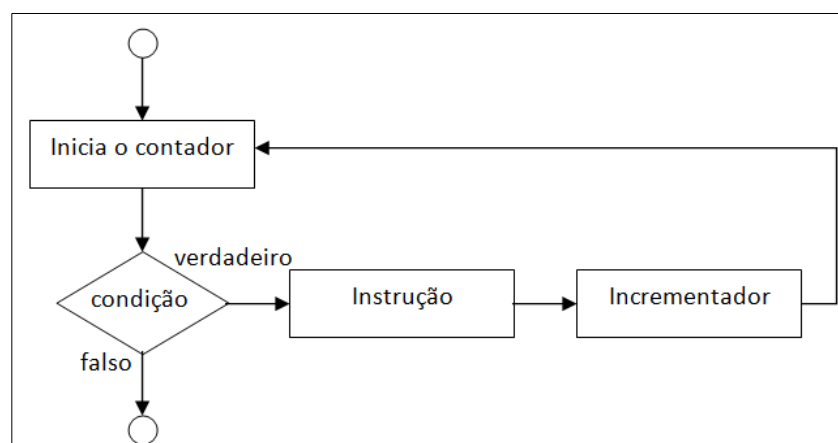 Inicia o contador
verdadeiro
condição
Instrução
Incrementador
falso